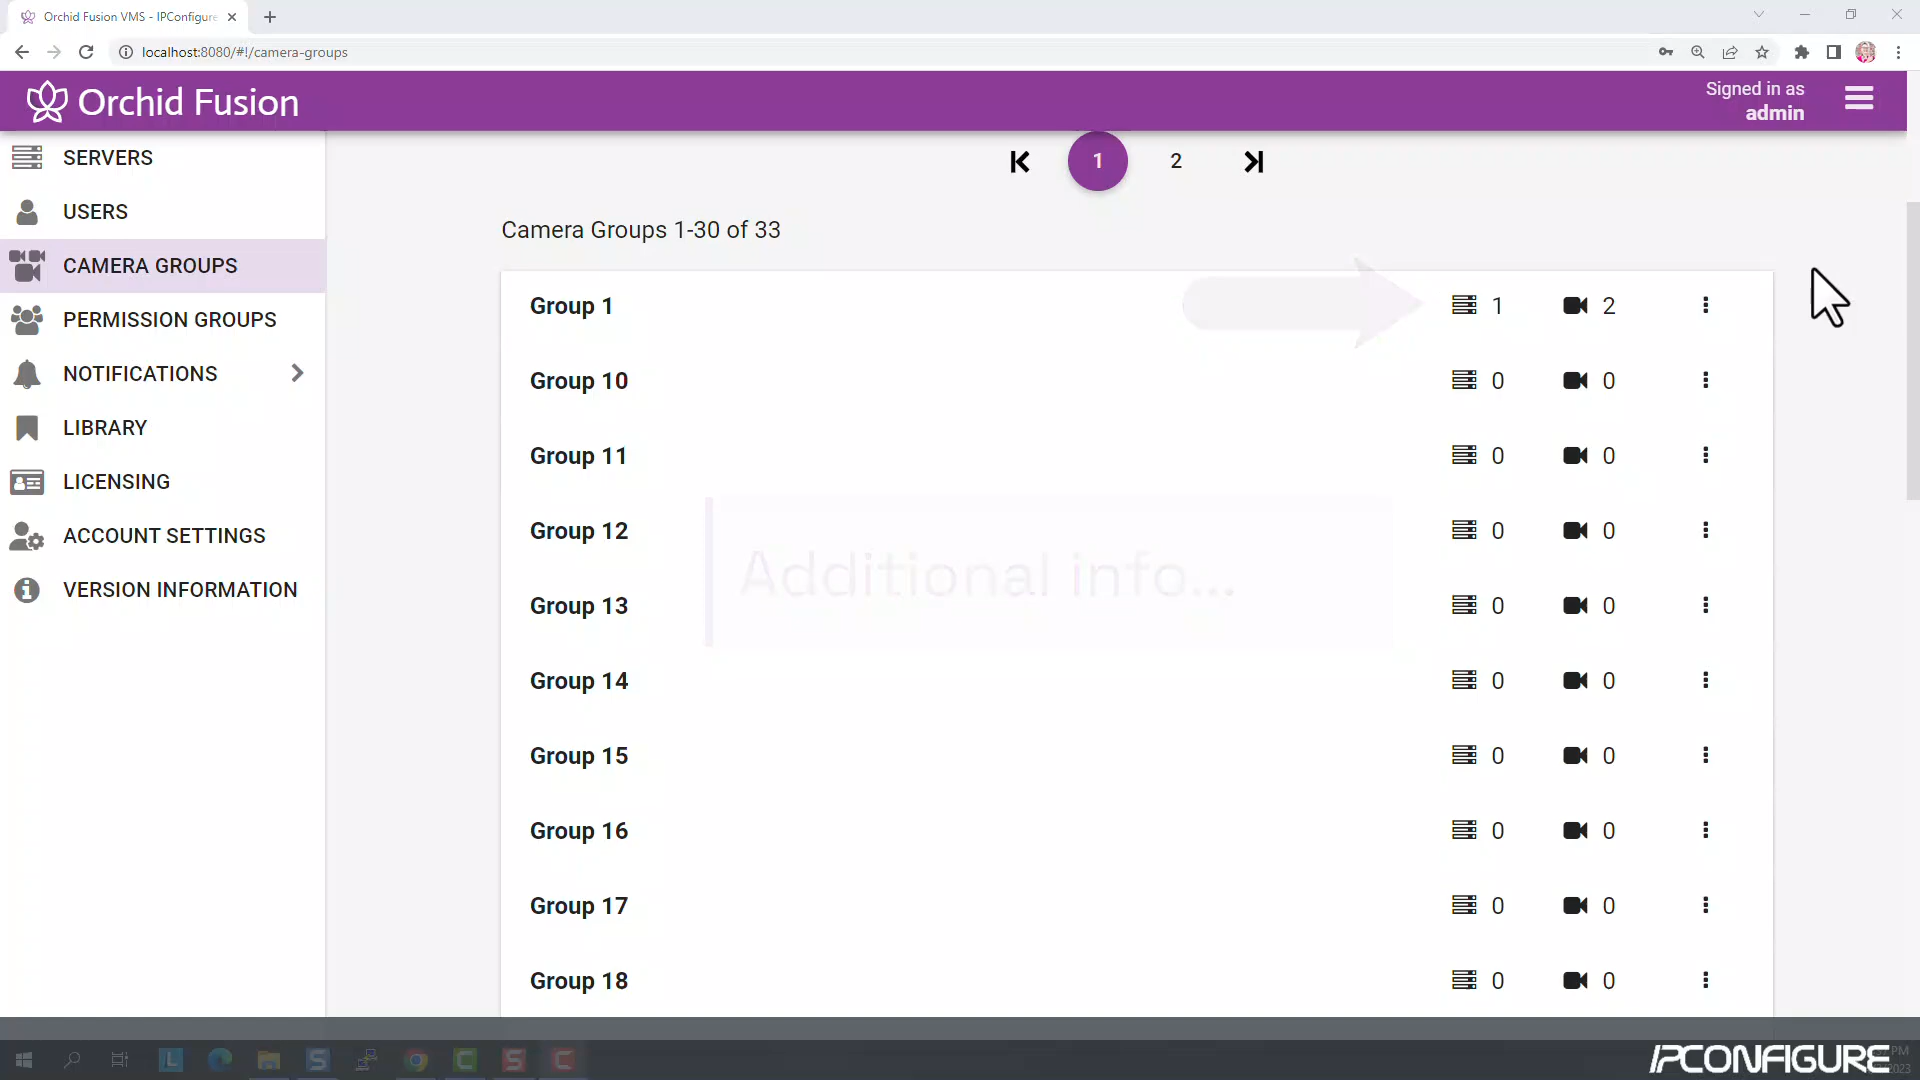 Orchid Fusion VMS - IPConfigure
localhost:8080/#!/camera-groups
Orchid Fusion
Signed in as
admin
SERVERS
USERS
CAMERA GROUPS
PERMISSION GROUPS
NOTIFICATIONS
LIBRARY
LICENSING
ACCOUNT SETTINGS
VERSION INFORMATION
1 2
Camera Groups 1-30 of 33
Group 1 1 2
Group 10 0 0
Group 11 0 0
Group 12 0 0
Additional info...
Group 13 0 0
Group 14 0 0
Group 15 0 0
Group 16 0 0
Group 17 0 0
Group 18 0 0
L S C S C
IPCONFIGURE